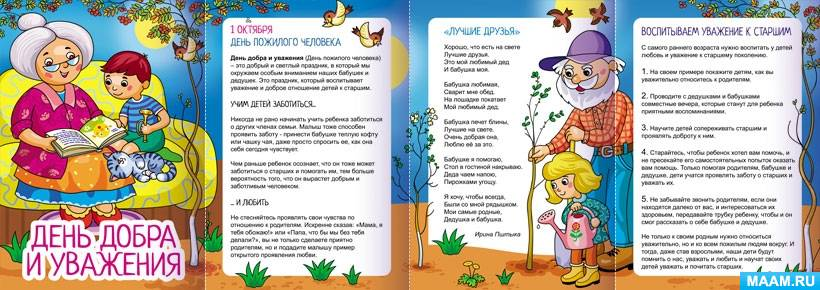 ДЕНЬ ДОБРА
И УВАЖЕНИЯ
1 ОКТЯБРЯ
ДЕНЬ ПОЖИЛОГО ЧЕЛОВЕКА
День добра и уважения (День пожилого человека)
– это добрый и светлый праздник, в который мы
окружаем особым вниманием наших бабушек и
дедушек. Это праздник, который воспитывает
уважение и доброе отношение детей к старшим.
УЧИМ ДЕТЕЙ ЗАБОТИТЬСЯ...
Никогда не рано начинать учить ребенка заботиться
о других членах семьи. Малыш тоже способен
проявить заботу - принести бабушке теплую кофту
или чашку чая, даже просто спросить ее, как она
себя сегодня чувствует.
Чем раньше ребенок осознает, что он тоже может
заботиться о старших и помогать им, тем больше
вероятность того, что он вырастет добрым и
заботливым человеком.
... И ЛЮБИТЬ
Не стесняйтесь проявлять свои чувства по
отношению к родителям. Искренне сказав: «Мама, я
тебя обожаю!» или «Папа, что бы мы без тебя
делали?», вы не только сделаете приятно
родителям, но и подадите малышу пример
открытого проявления любви.
«ЛУЧШИЕ ДРУЗЬЯ»
Хорошо, что есть на свете
Лучшие друзья.
Это мой любимый дед
И бабушка моя.
Бабушка любимая,
Сварит мне обед.
На лошадке покатает
Мой любимый дед.
Бабушка печет блины,
Лучшие на свете.
Очень добрая она,
Люблю её за это.
Бабушке я помогаю,
Стол в гостиной накрываю.
Деда чаем напою,
Пирожками угощу.
Я хочу, чтобы всегда,
Были со мной рядышком.
Мои самые родные,
Дедушка и бабушка.
Ирина Питыка
ВОСПИТЫВАЕМ УВАЖЕНИЕ К СТАРШИМ
С самого раннего возраста нужно воспитать у детей
любовь и уважение к старшему поколению.
1. На своем примере покажите детям, как вы
уважительно относитесь к родителям.
2. Проводите с дедушками и бабушками
совместные вечера, которые станут для ребенка
приятными воспоминаниями.
3. Научите детей сопереживать старшим и
проявлять доброту к ним.
4. Старайтесь, чтобы ребенок хотел вам помочь, и
не пресекайте его самостоятельных попыток оказать
вам помощь. Только помогая родителям, бабушке и
дедушке, дети учатся проявлять заботу о старших и
уважать их.
5. Не забывайте звонить родителям, если они
находятся далеко от вас, и интересоваться их
здоровьем, передавайте трубку ребенку, чтобы и он
смог рассказать о себе бабушке и дедушке.
Не только к своим родным нужно относиться
уважительно, но и ко всем пожилым людям вокруг. И
тогда, даже став взрослыми, наши дети будут
помнить о нас, уважать и любить и научат своих
детей уважать и почитать старших.
MAAM.RU